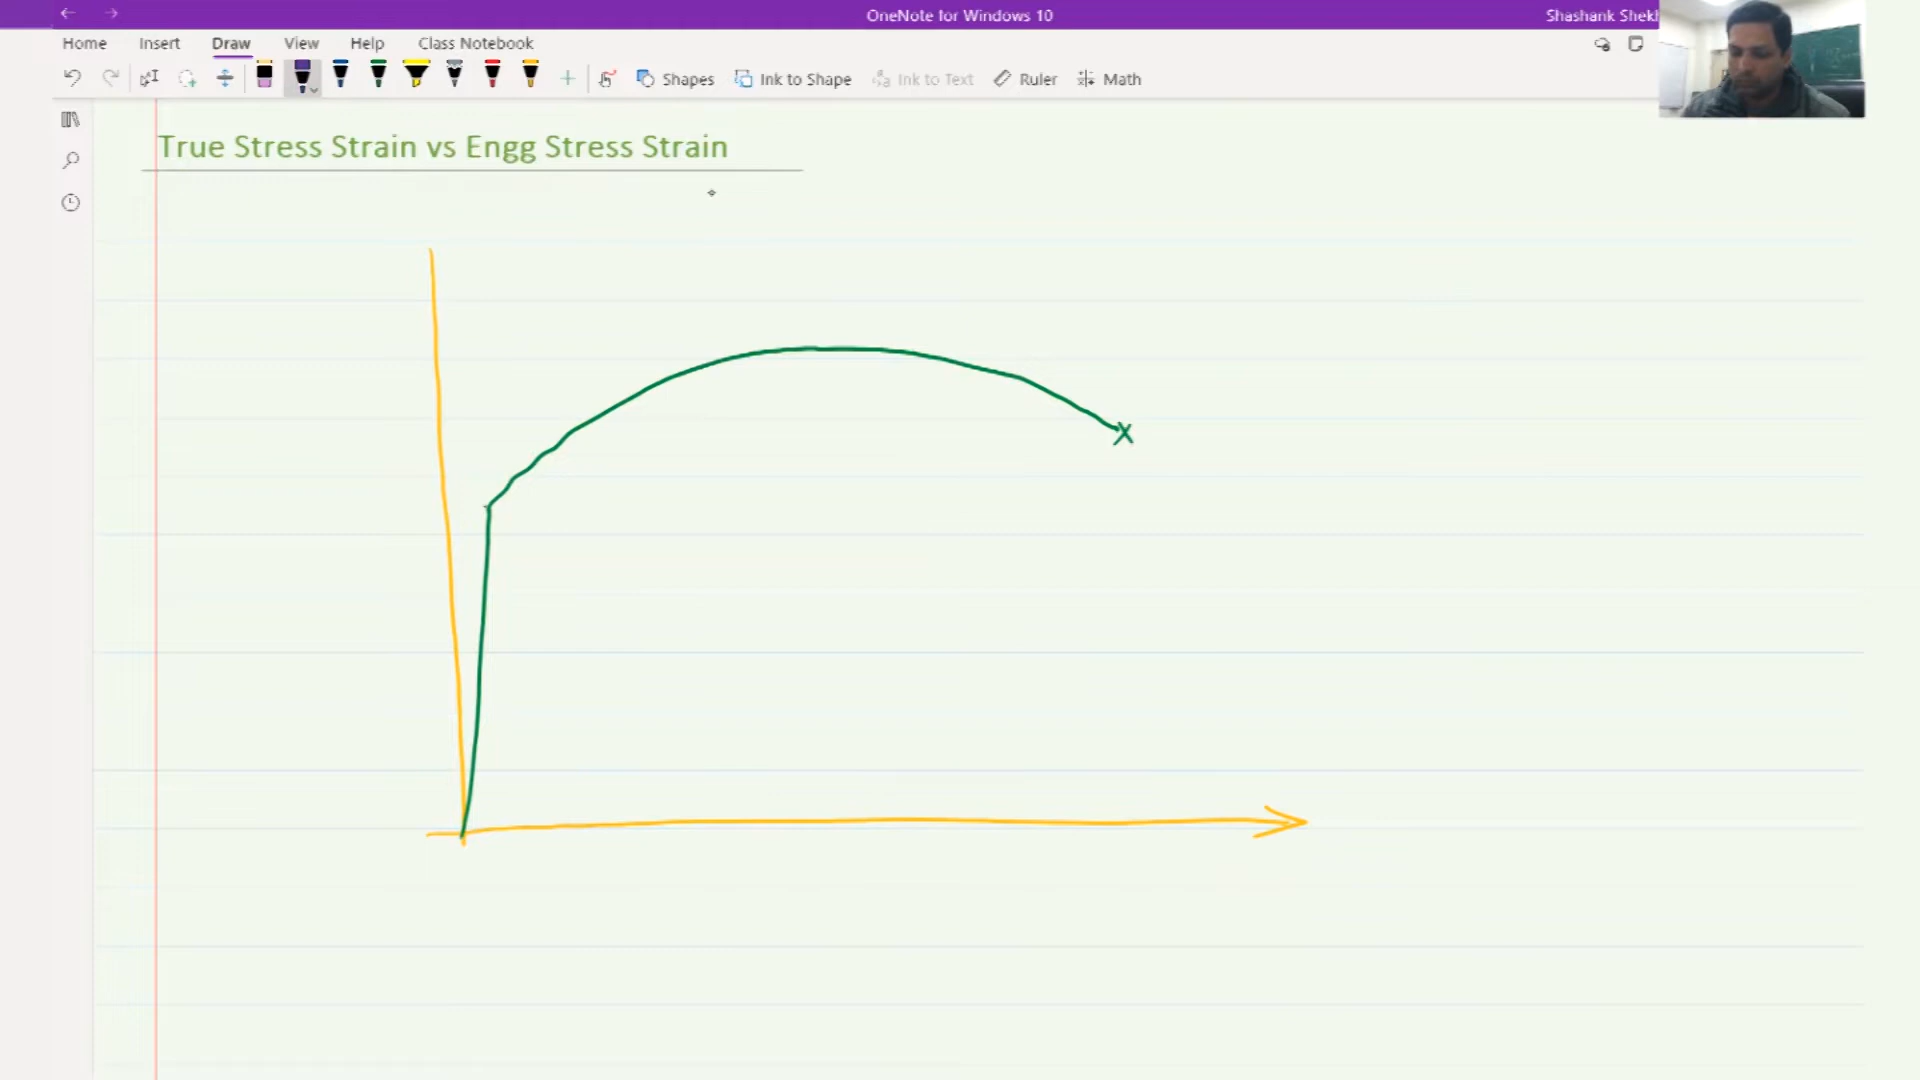 OneNote for Windows 10
Shashank Shekh
Home Insert Draw View Help Class Notebook
Shapes Ink to Shape Ink to Text Ruler Math
True Stress Strain vs Engg Stress Strain
X